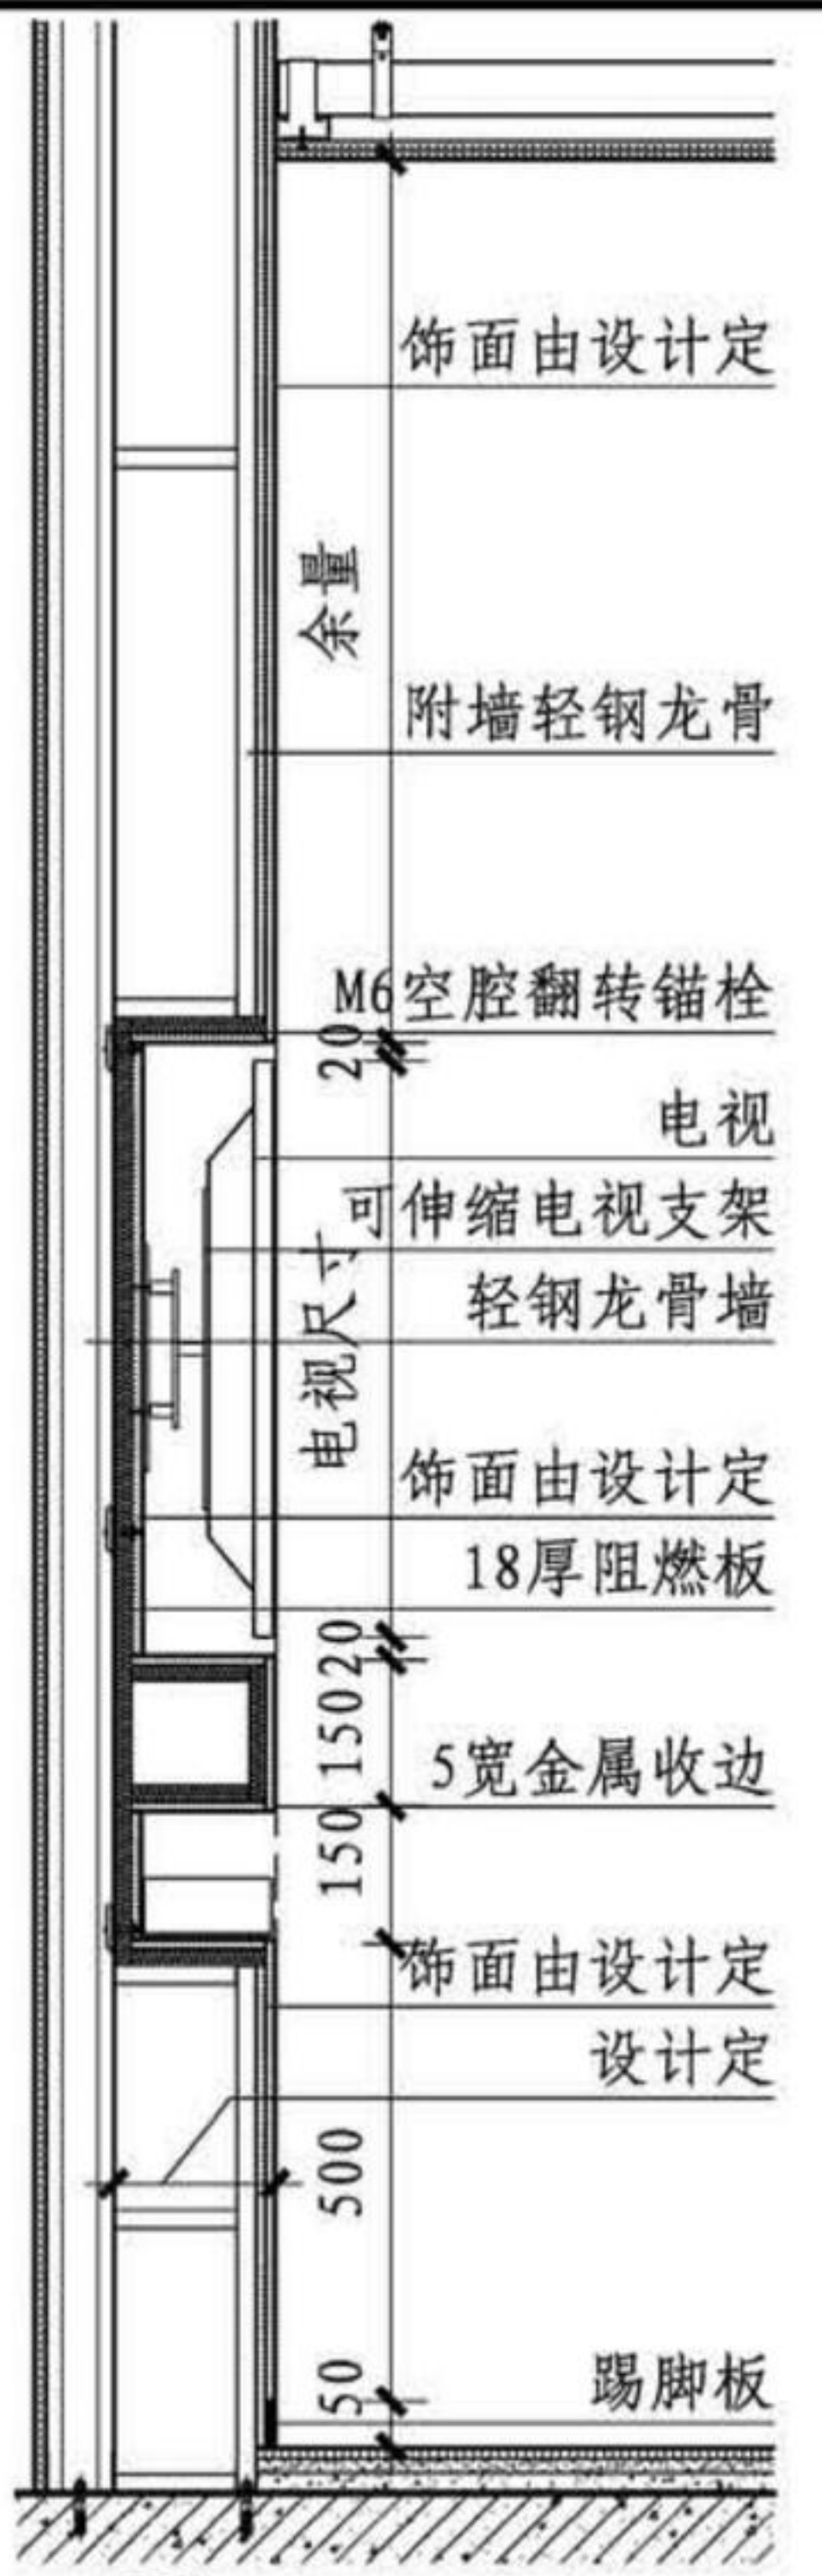 饰面由设计定
余量
附墙轻钢龙骨
M6空腔翻转锚栓
20
电视
可伸缩电视支架
电视尺寸
轻钢龙骨墙
饰面由设计定
18厚阻燃板
20
150
5宽金属收边
150
饰面由设计定
设计定
500
50
踢脚板